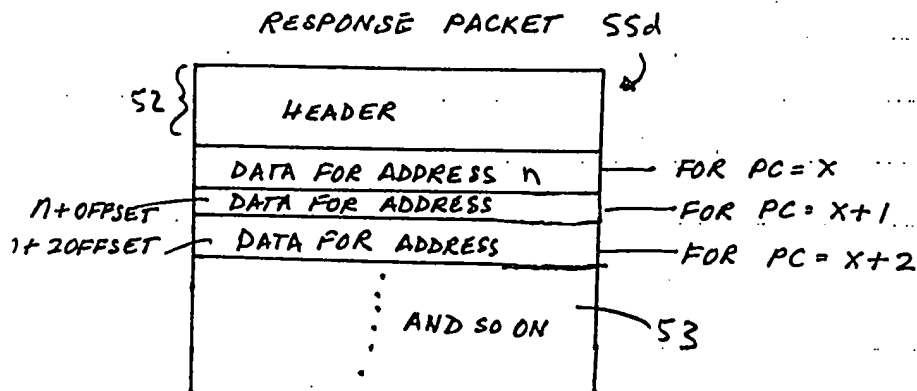 RESPONSE PACKET 55d
52
HEADER
DATA FOR ADDRESS n FOR PC = X
n+OFFSET DATA FOR ADDRESS FOR PC = X+1
1+2OFFSET DATA FOR ADDRESS FOR PC = X+2
AND SO ON 53